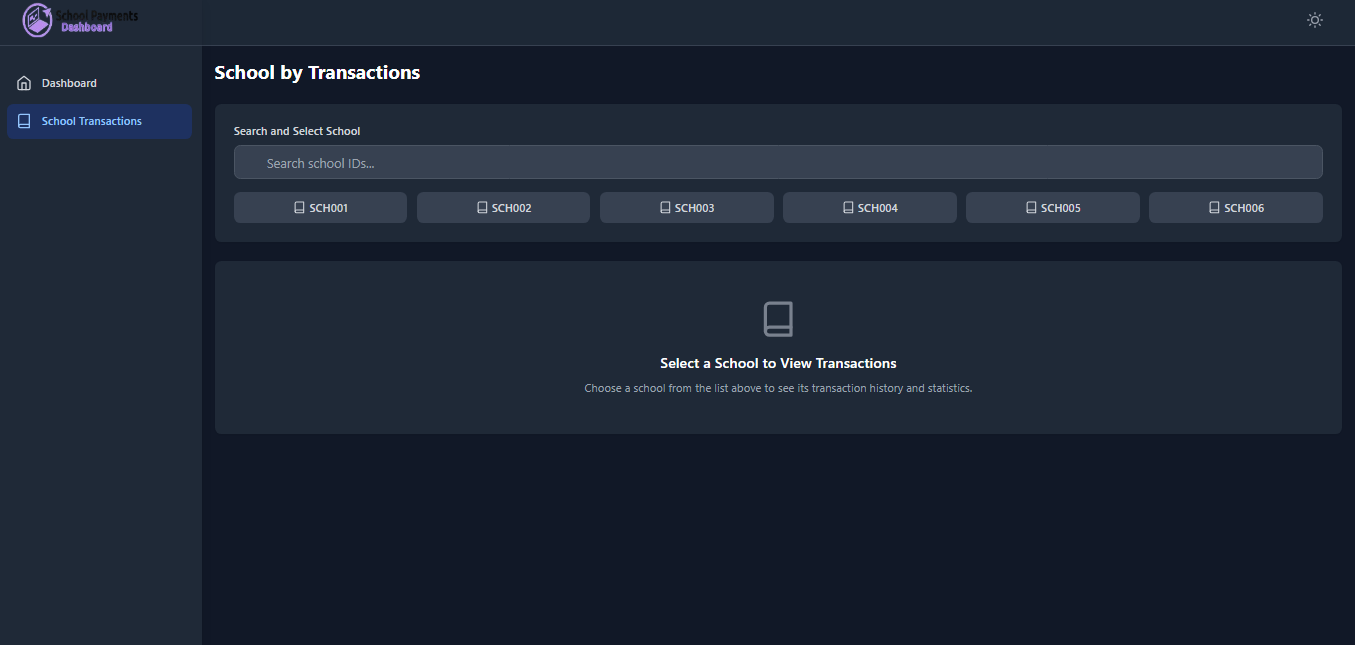 School Payments
Dashboard
Dashboard
School Transactions
School by Transactions
Search and Select School
Search school IDs...
SCH001
SCH002
SCH003
SCH004
SCH005
SCH006
Select a School to View Transactions
Choose a school from the list above to see its transaction history and statistics.